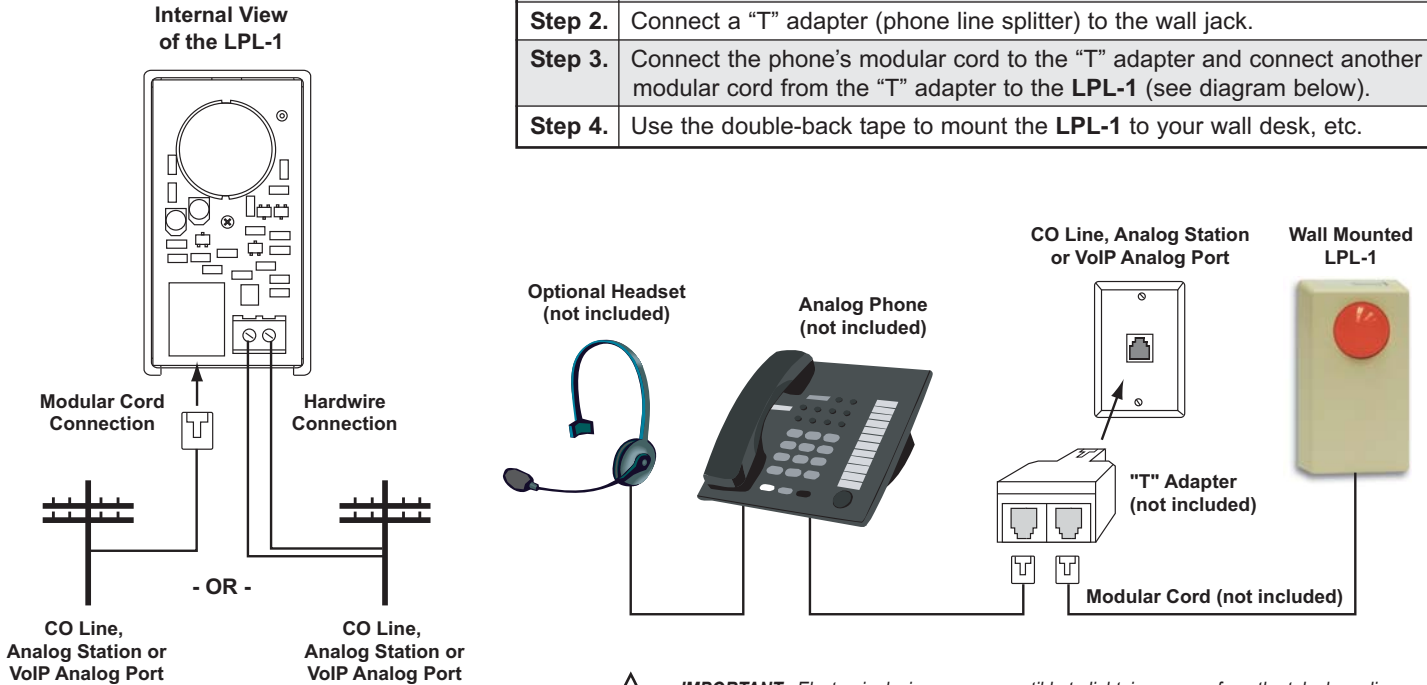 Internal View
of the LPL-1
Step 2. Connect a “T” adapter (phone line splitter) to the wall jack.
Step 3. Connect the phone’s modular cord to the “T” adapter and connect another
modular cord from the “T” adapter to the LPL-1 (see diagram below).
Step 4. Use the double-back tape to mount the LPL-1 to your wall desk, etc.
Modular Cord
Connection
Hardwire
Connection
- OR -
CO Line,
Analog Station or
VoIP Analog Port
CO Line,
Analog Station or
VoIP Analog Port
Optional Headset
(not included)
Analog Phone
(not included)
CO Line, Analog Station
or VoIP Analog Port
Wall Mounted
LPL-1
"T" Adapter
(not included)
Modular Cord (not included)